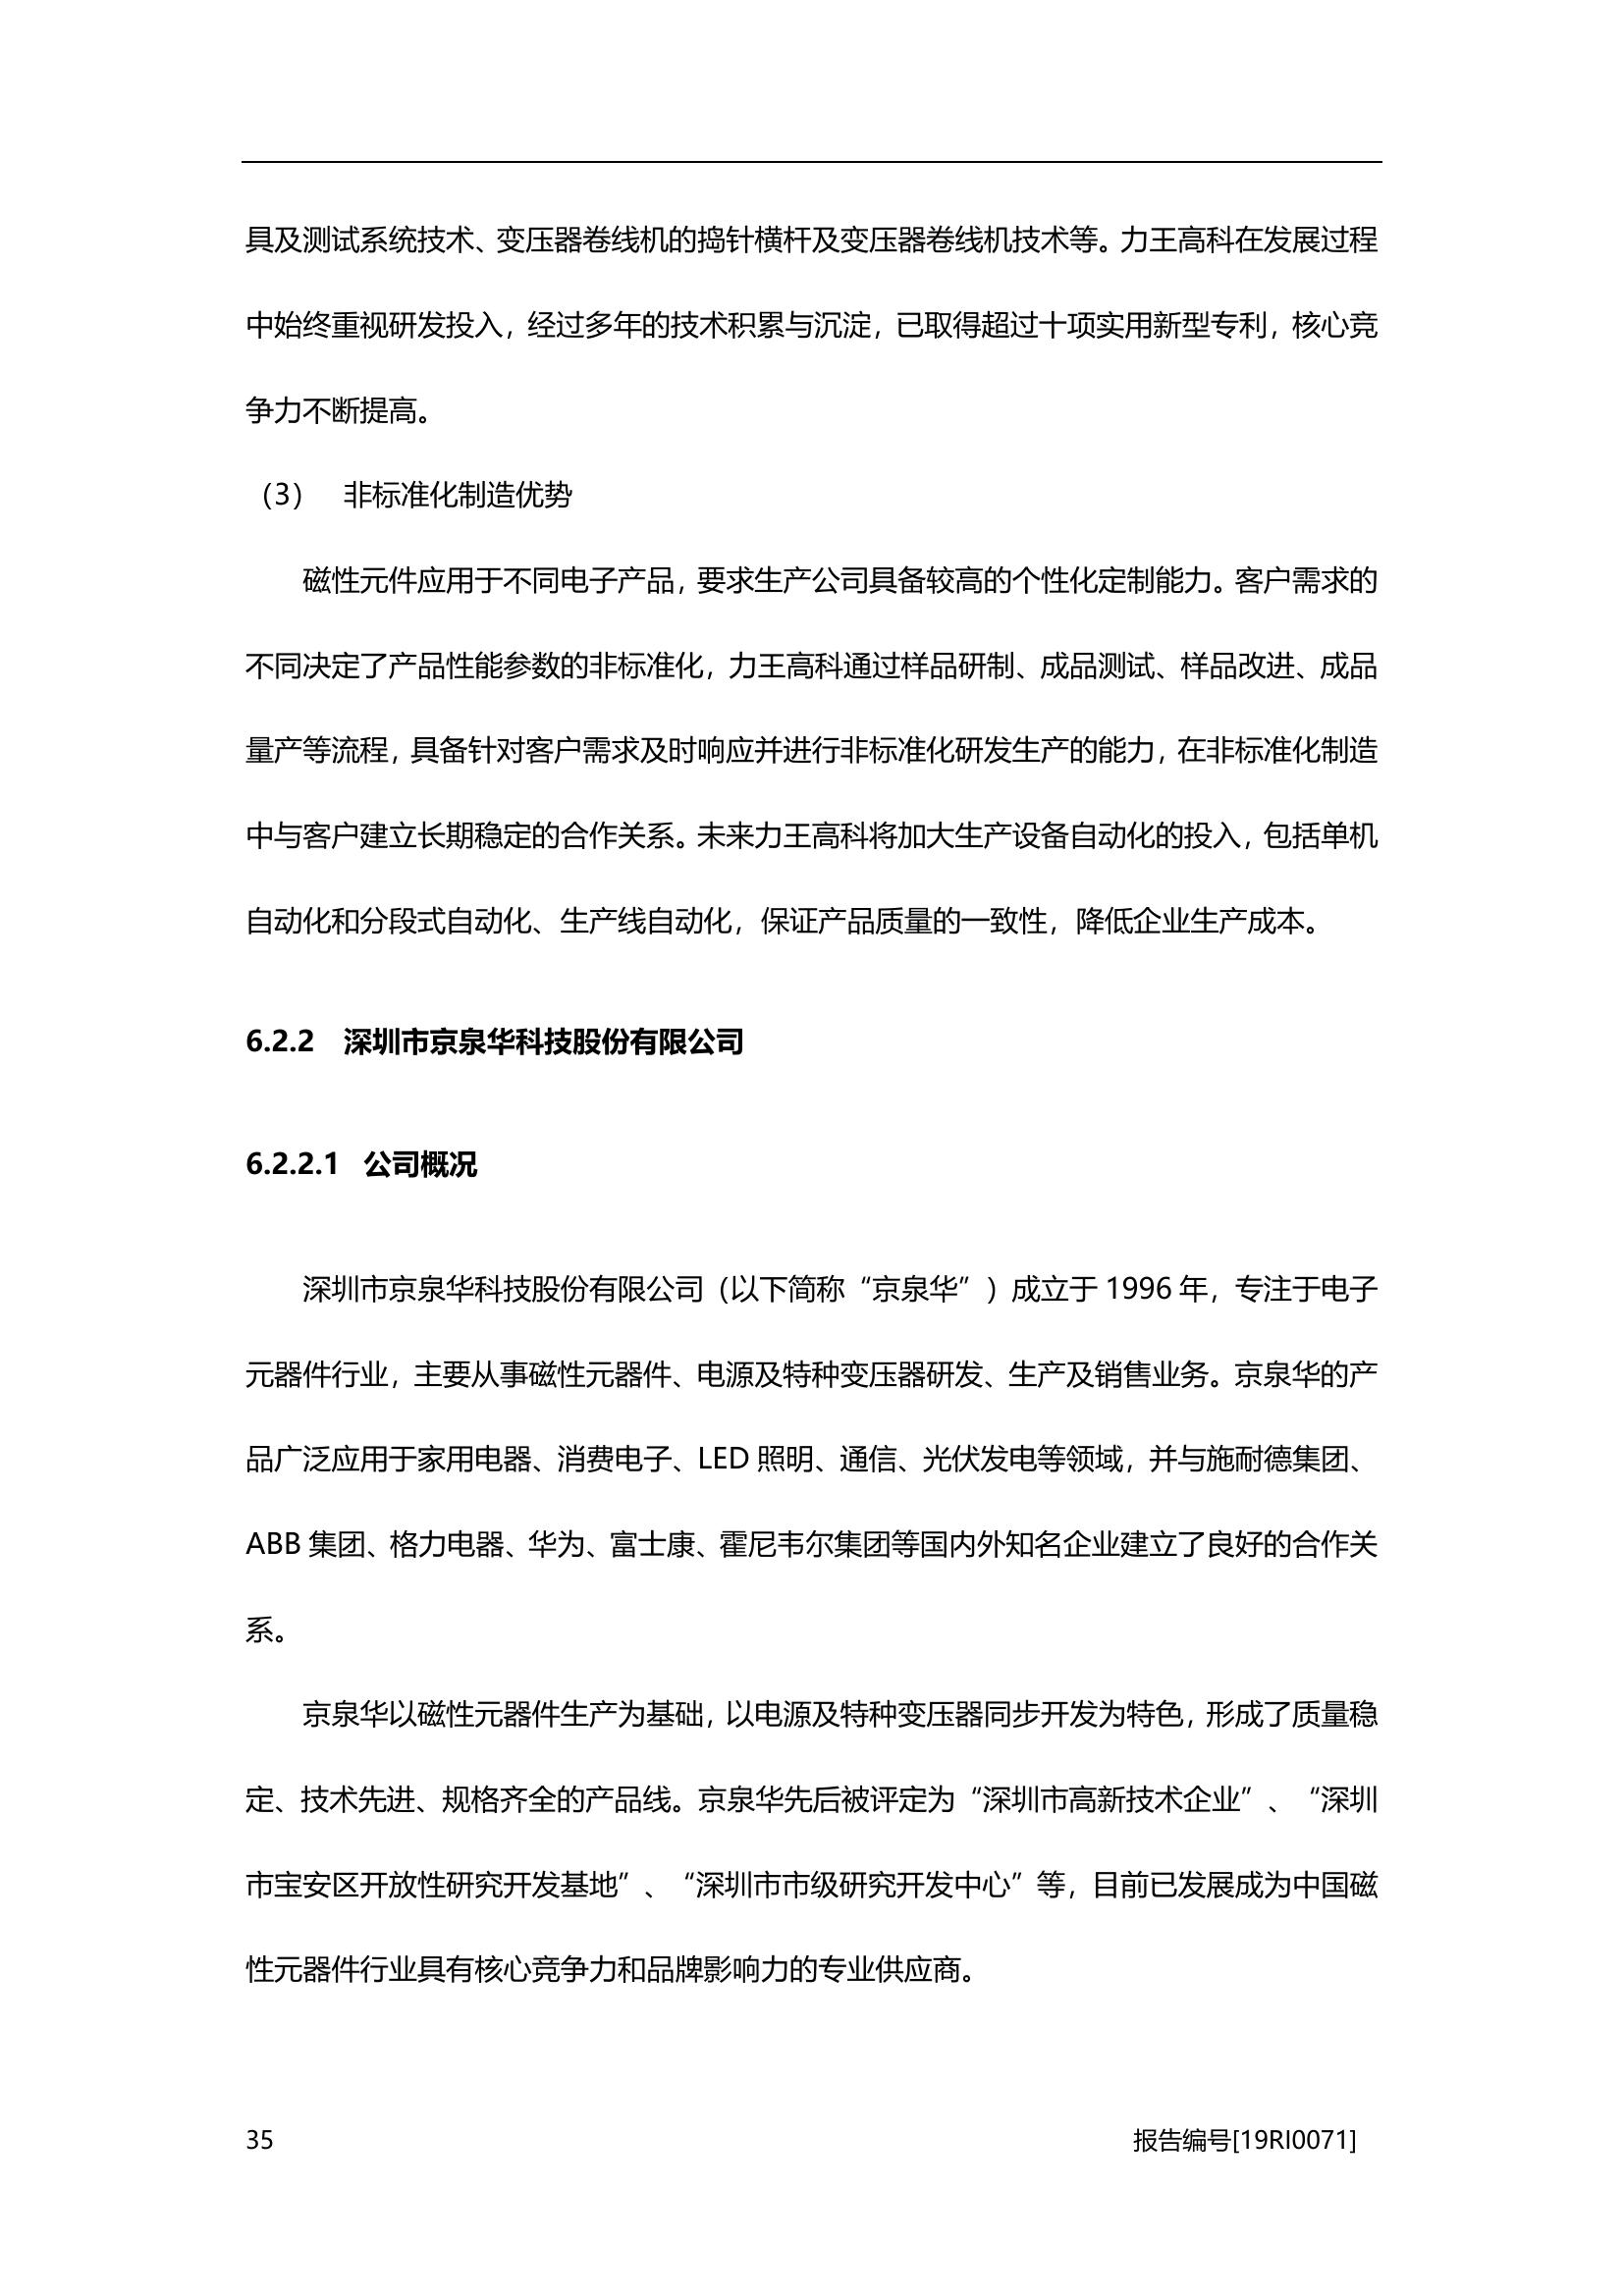 具及测试系统技术、变压器卷线机的捣针横杆及变压器卷线机技术等。力王高科在发展过程
中始终重视研发投入，经过多年的技术积累与沉淀，已取得超过十项实用新型专利，核心竞
争力不断提高。
（3） 非标准化制造优势
磁性元件应用于不同电子产品，要求生产公司具备较高的个性化定制能力。客户需求的
不同决定了产品性能参数的非标准化，力王高科通过样品研制、成品测试、样品改进、成品
量产等流程，具备针对客户需求及时响应并进行非标准化研发生产的能力，在非标准化制造
中与客户建立长期稳定的合作关系。未来力王高科将加大生产设备自动化的投入，包括单机
自动化和分段式自动化、生产线自动化，保证产品质量的一致性，降低企业生产成本。
6.2.2 深圳市京泉华科技股份有限公司
6.2.2.1 公司概况
深圳市京泉华科技股份有限公司（以下简称“京泉华”）成立于 1996 年，专注于电子
元器件行业，主要从事磁性元器件、电源及特种变压器研发、生产及销售业务。京泉华的产
品广泛应用于家用电器、消费电子、LED 照明、通信、光伏发电等领域，并与施耐德集团、
ABB 集团、格力电器、华为、富士康、霍尼韦尔集团等国内外知名企业建立了良好的合作关
系。
京泉华以磁性元器件生产为基础，以电源及特种变压器同步开发为特色，形成了质量稳
定、技术先进、规格齐全的产品线。京泉华先后被评定为“深圳市高新技术企业”、“深圳
市宝安区开放性研究开发基地”、“深圳市市级研究开发中心”等，目前已发展成为中国磁
性元器件行业具有核心竞争力和品牌影响力的专业供应商。
35 报告编号[19RI0071]